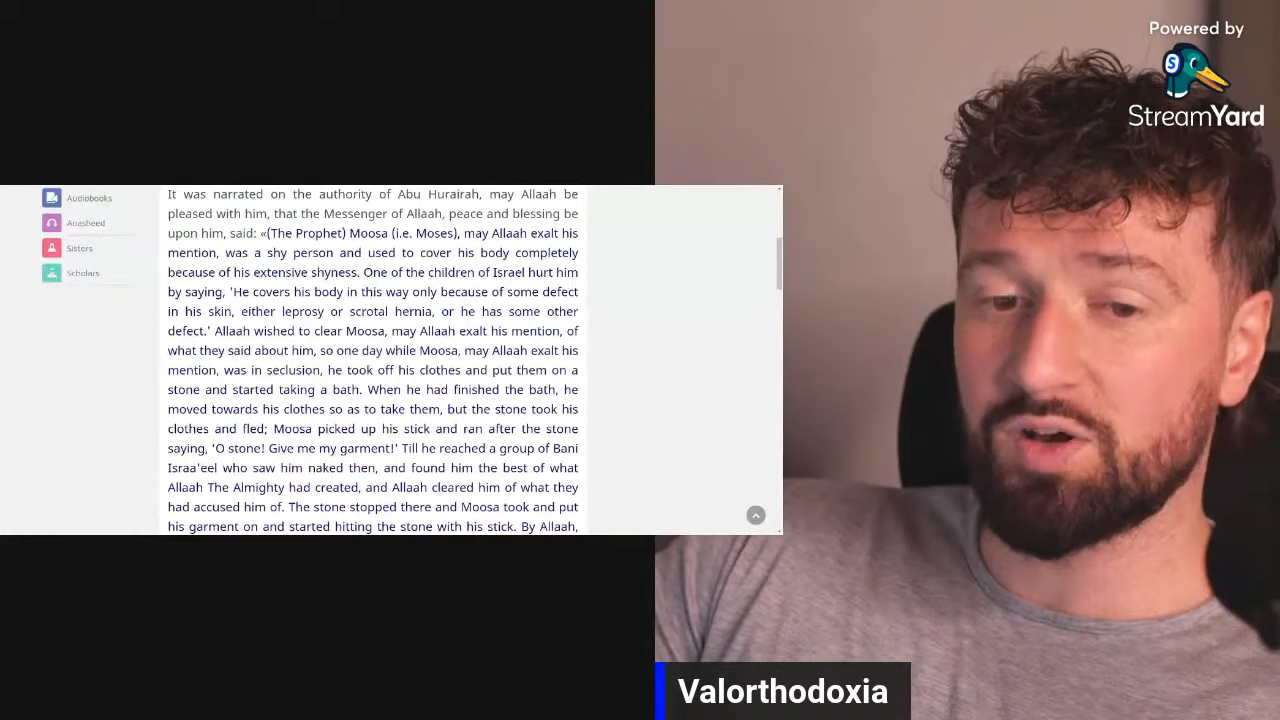 Powered by
S
StreamYard
Audiobooks
Anasheed
Sisters
Scholars
It was narrated on the authority of Abu Hurairah, may Allaah be
pleased with him, that the Messenger of Allaah, peace and blessing be
upon him, said: «(The Prophet) Moosa (i.e. Moses), may Allaah exalt his
mention, was a shy person and used to cover his body completely
because of his extensive shyness. One of the children of Israel hurt him
by saying, 'He covers his body in this way only because of some defect
in his skin, either leprosy or scrotal hernia, or he has some other
defect.' Allaah wished to clear Moosa, may Allaah exalt his mention, of
what they said about him, so one day while Moosa, may Allaah exalt his
mention, was in seclusion, he took off his clothes and put them on a
stone and started taking a bath. When he had finished the bath, he
moved towards his clothes so as to take them, but the stone took his
clothes and fled; Moosa picked up his stick and ran after the stone
saying, 'O stone! Give me my garment!' Till he reached a group of Bani
Israa'eel who saw him naked then, and found him the best of what
Allaah The Almighty had created, and Allaah cleared him of what they
had accused him of. The stone stopped there and Moosa took and put
his garment on and started hitting the stone with his stick. By Allaah,
Valorthodoxia